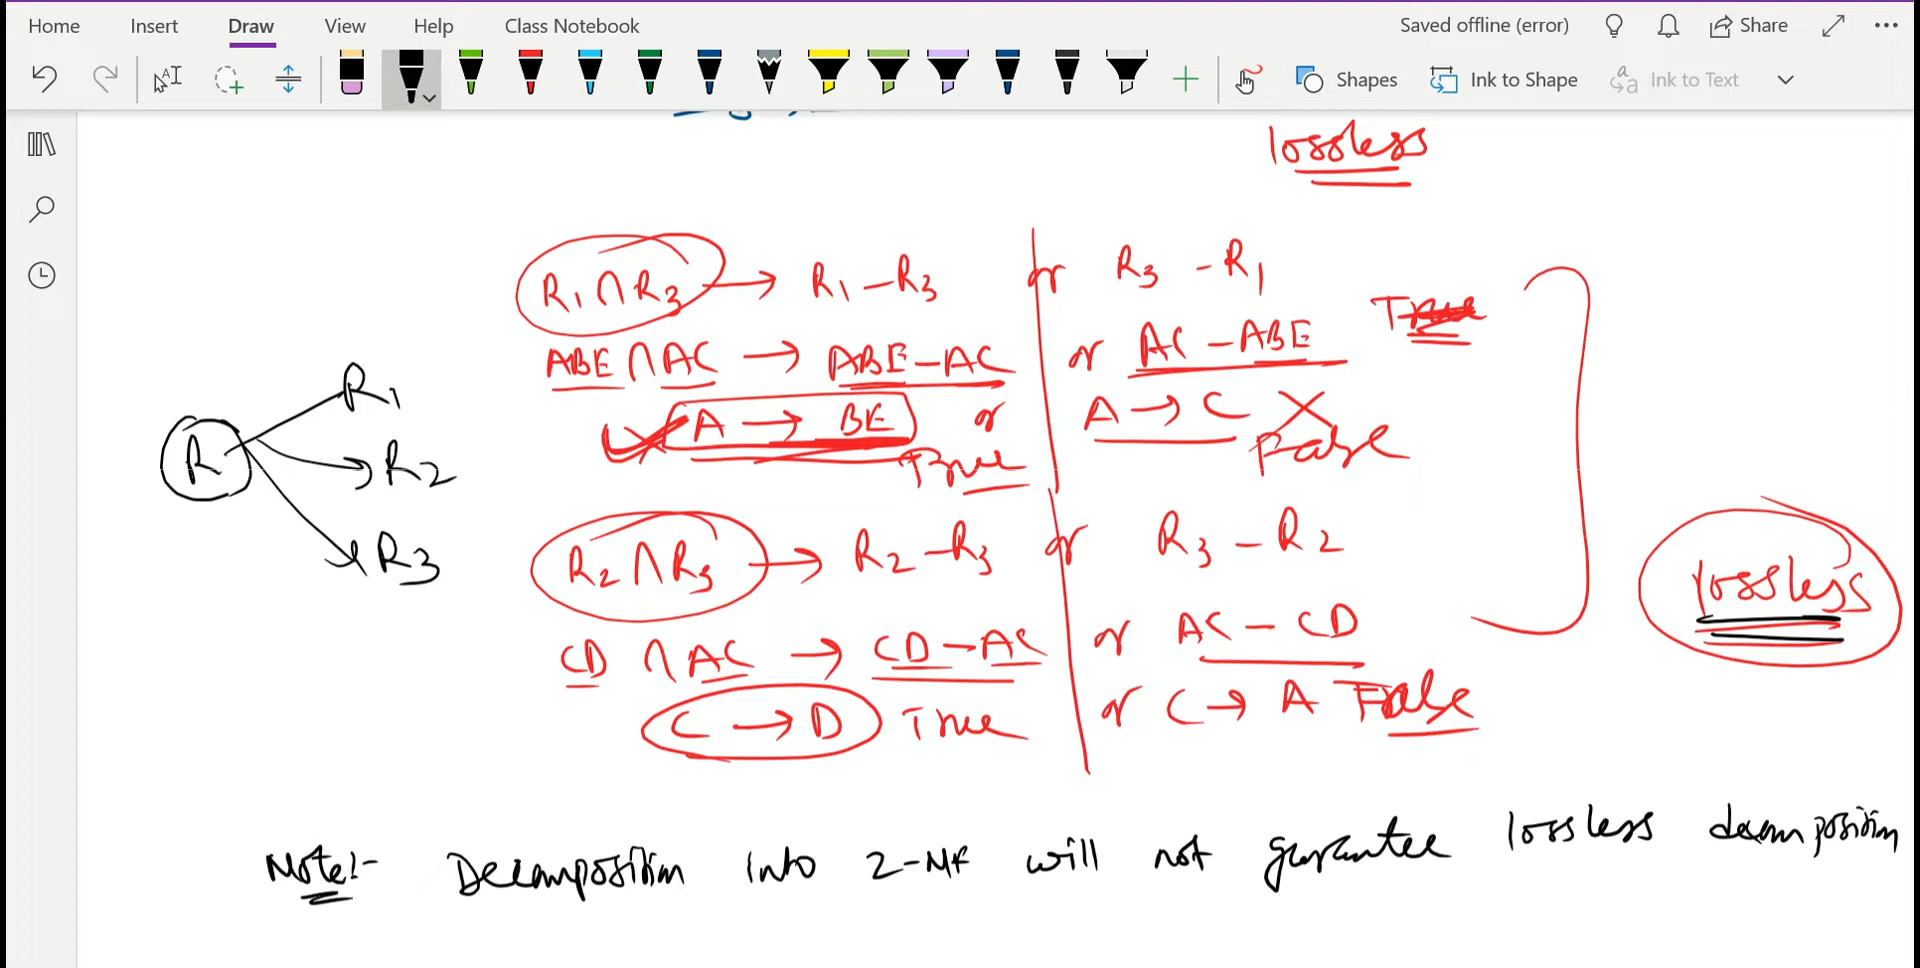 Home Insert Draw View Help Class Notebook Saved offline (error) Share
Shapes Ink to Shape Ink to Text
lossless
R1 ∩ R3 → R1 - R3 or R3 - R1
True
ABE ∩ AC → ABE - AC or AC - ABE
A → BE or A → C
True False
R R1
R2
R3
R2 ∩ R3 → R2 - R3 or R3 - R2
lossless
CD ∩ AC → CD - AC or AC - CD
C → D True or C → A False
Note:- Decomposition into 2-NF will not guarantee lossless decomposition